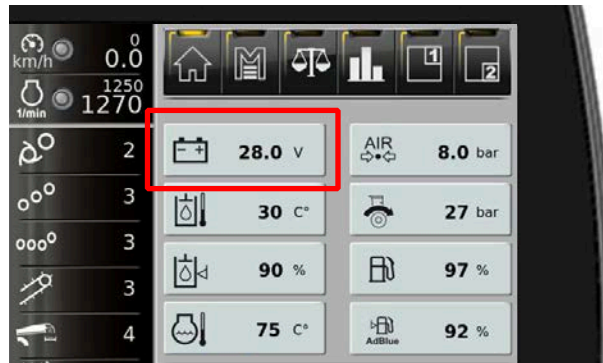 km/h 0
0.0
1250
1/min 1270
2
3
3
3
4
1
2
28.0 V
AIR 8.0 bar
30 C°
27 bar
90 %
97 %
75 C°
AdBlue 92 %